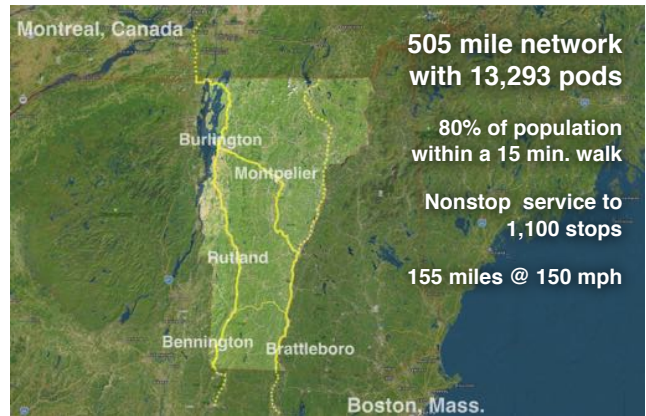 Montreal, Canada
505 mile network
with 13,293 pods
80% of population
within a 15 min. walk
Burlington
Montpelier
Nonstop service to
1,100 stops
Rutland
155 miles @ 150 mph
Bennington
Brattleboro
Boston, Mass.